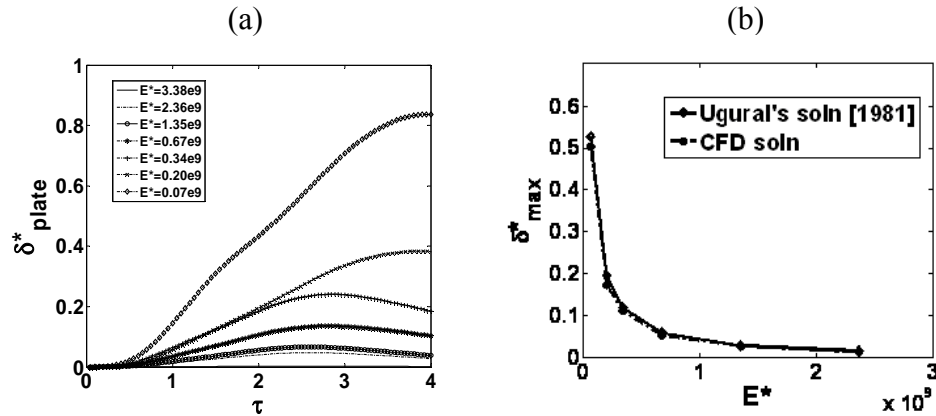 (a)
(b)
1
0.8
0.6
0.4
0.2
0
0 1 2 3 4
δ*plate
τ
E*=3.38e9
E*=2.36e9
E*=1.35e9
E*=0.67e9
E*=0.34e9
E*=0.20e9
E*=0.07e9
0.6
0.5
0.4
0.3
0.2
0.1
0
0 1 2 3
δ*max
E*
x 10^9
Ugural's soln [1981]
CFD soln